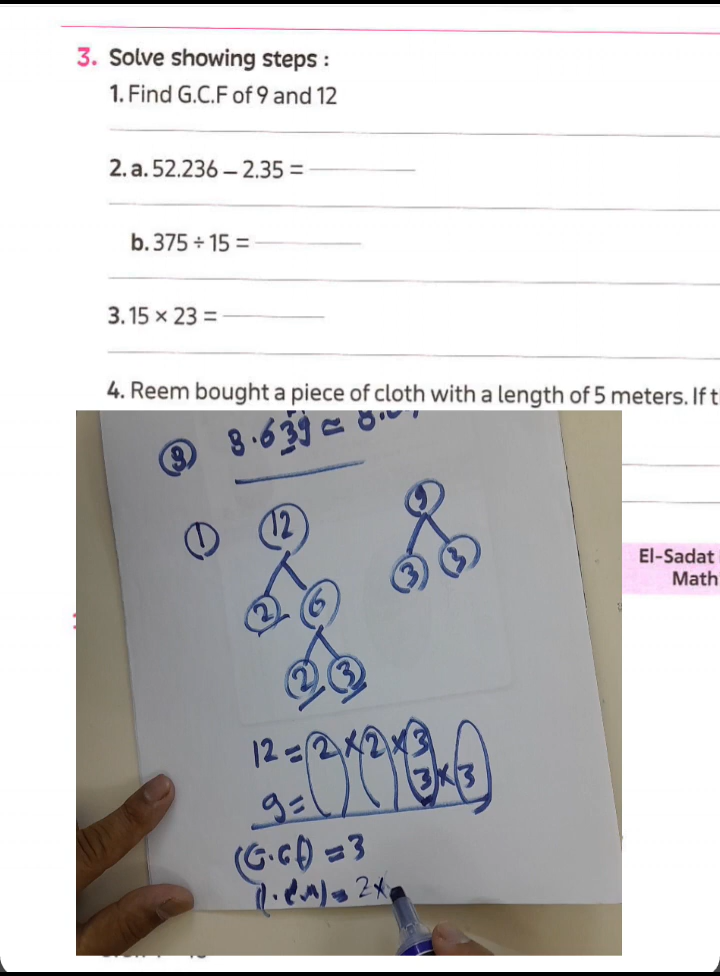 3. Solve showing steps :
1. Find G.C.F of 9 and 12
2. a. 52.236 – 2.35 =
b. 375 ÷ 15 =
3. 15 × 23 =
4. Reem bought a piece of cloth with a length of 5 meters. If t
③ 8.639 ≈
① 12
9
2 6
3 3
2 3
12 = 2 × 2 × 3
9 = 3 × 3
(G.C.F) = 3
= 2 ×
El-Sadat
Math